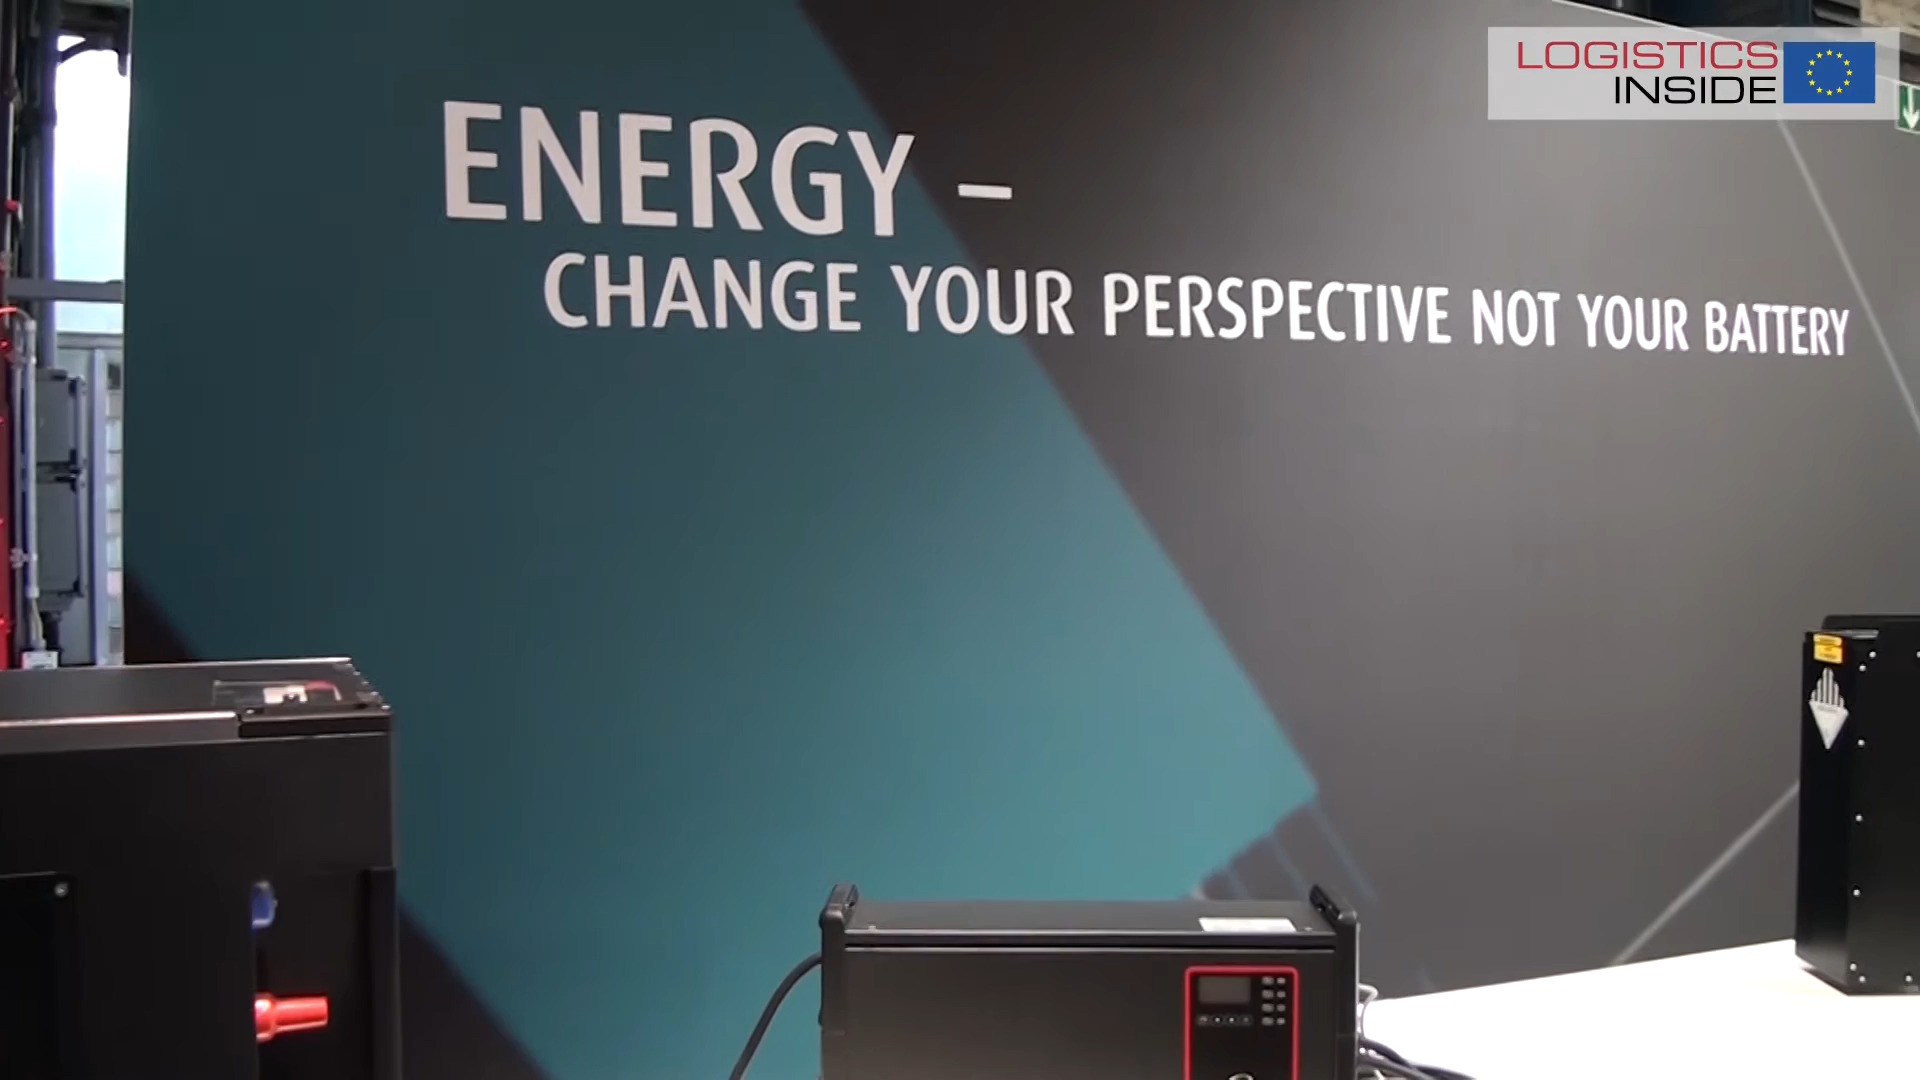 LOGISTICS
INSIDE
ENERGY –
CHANGE YOUR PERSPECTIVE NOT YOUR BATTERY